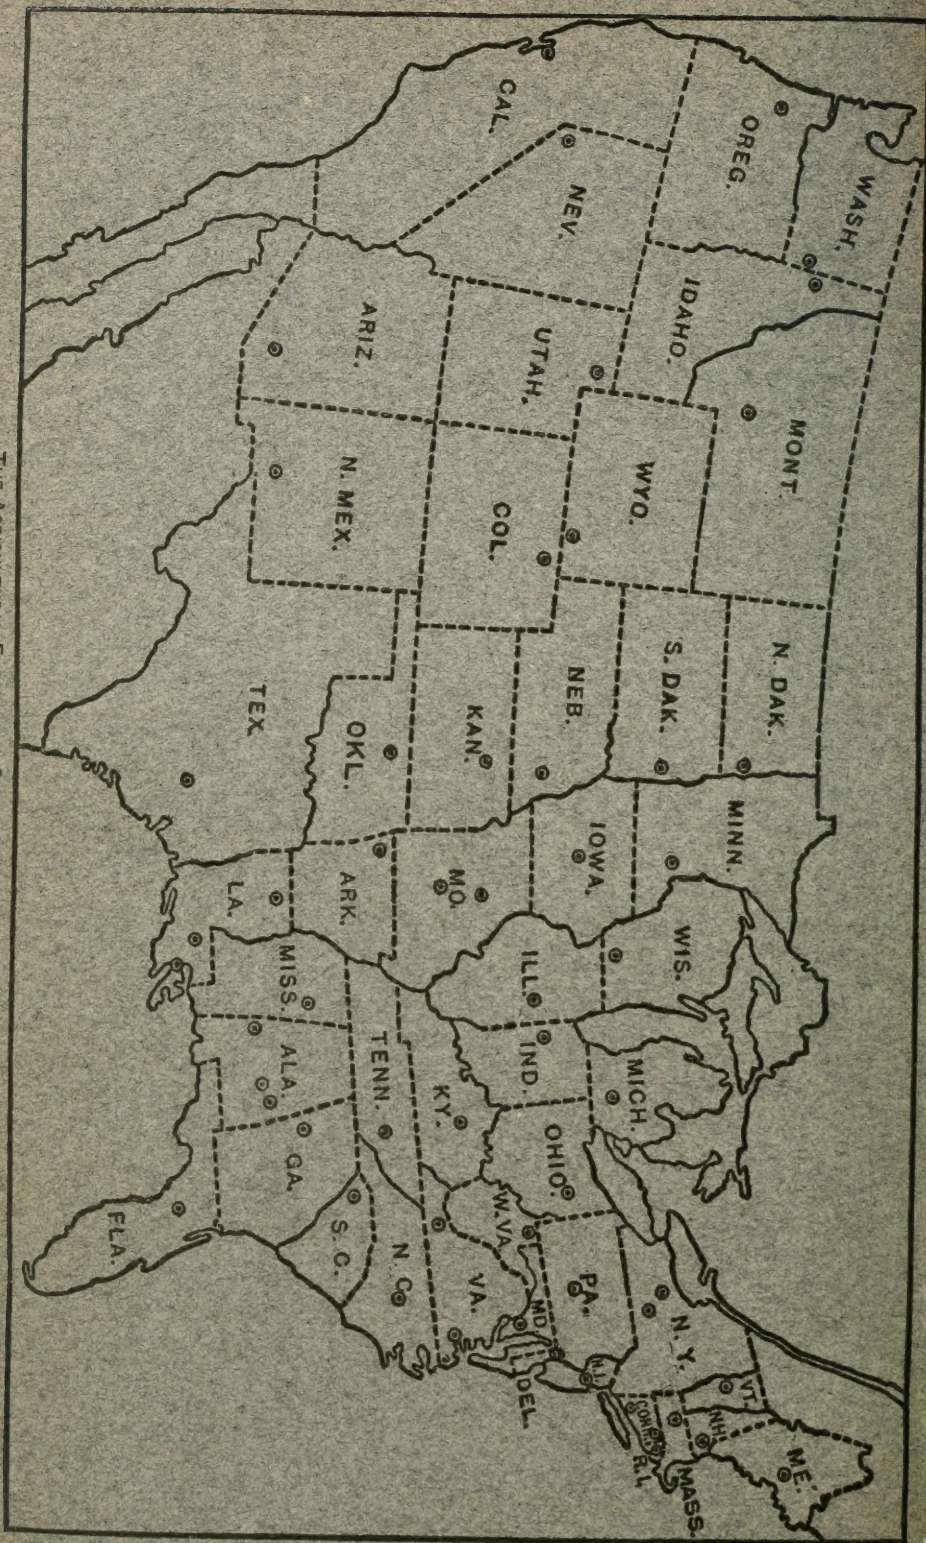 WASH.
OREG.
CAL.
NEV.
IDAHO.
MONT.
WYO.
UTAH.
ARIZ.
COL.
N. MEX.
N. DAK.
S. DAK.
NEB.
KAN.
OKL.
TEX.
MINN.
IOWA.
MO.
ARK.
LA.
WIS.
ILL.
MISS.
MICH.
IND.
KY.
TENN.
ALA.
OHIO.
W. VA.
GA.
FLA.
S. C.
N. C.
VA.
PA.
MD.
DEL.
N. J.
N. Y.
VT.
N.H.
ME.
MASS.
CONN.
R.I.